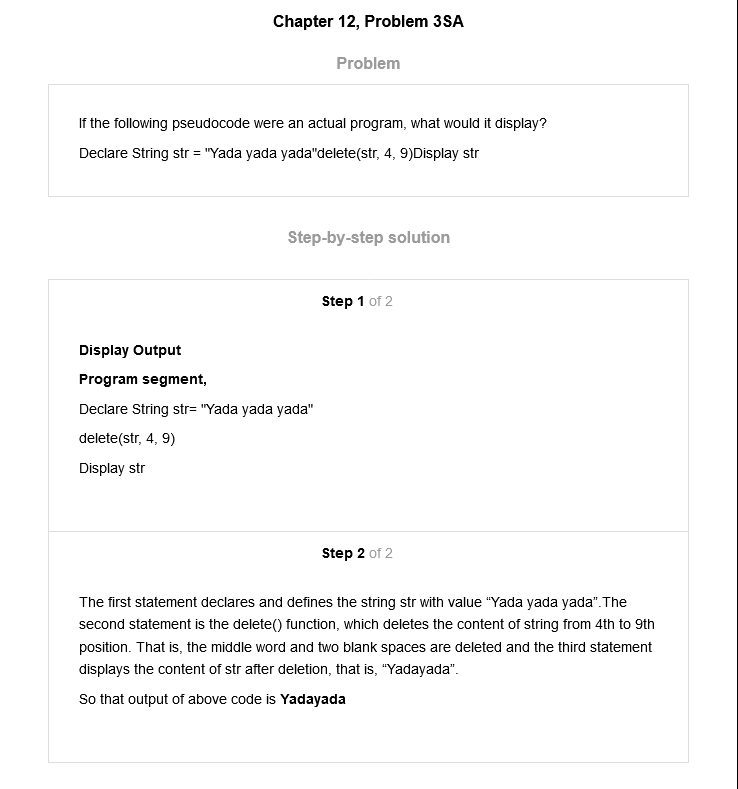 Chapter 12, Problem 3SA
Problem
If the following pseudocode were an actual program, what would it display?
Declare String str = "Yada yada yada"delete(str, 4, 9)Display str
Step-by-step solution
Step 1 of 2
Display Output
Program segment,
Declare String str= "Yada yada yada"
delete(str, 4, 9)
Display str
Step 2 of 2
The first statement declares and defines the string str with value “Yada yada yada”.The
second statement is the delete() function, which deletes the content of string from 4th to 9th
position. That is, the middle word and two blank spaces are deleted and the third statement
displays the content of str after deletion, that is, “Yadayada”.
So that output of above code is Yadayada